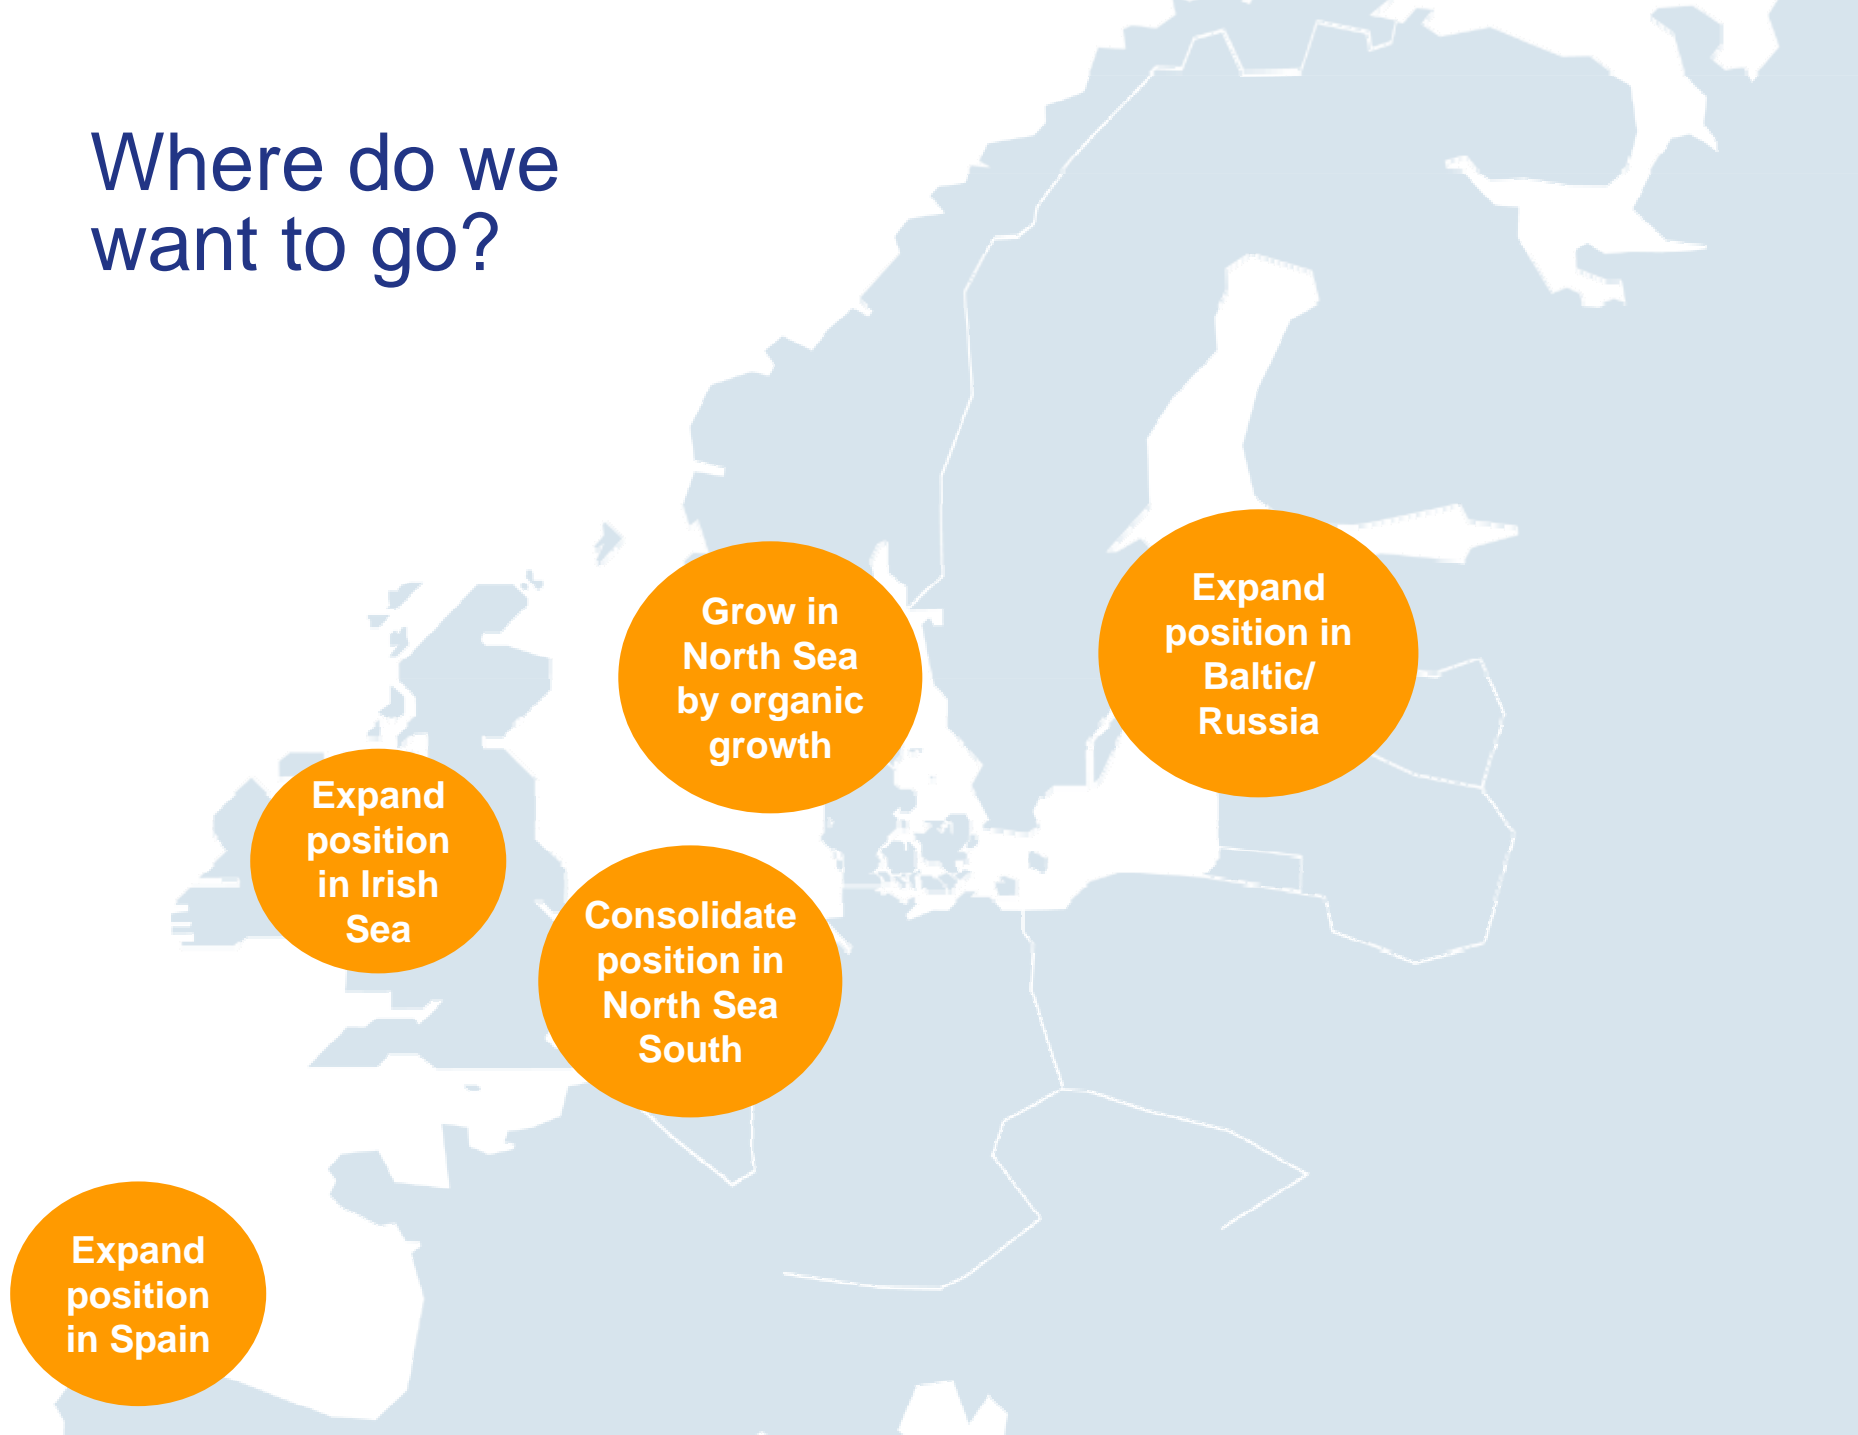 Where do we
want to go?
Grow in
North Sea
by organic
growth
Expand
position in
Baltic/
Russia
Expand
position
in Irish
Sea
Consolidate
position in
North Sea
South
Expand
position
in Spain